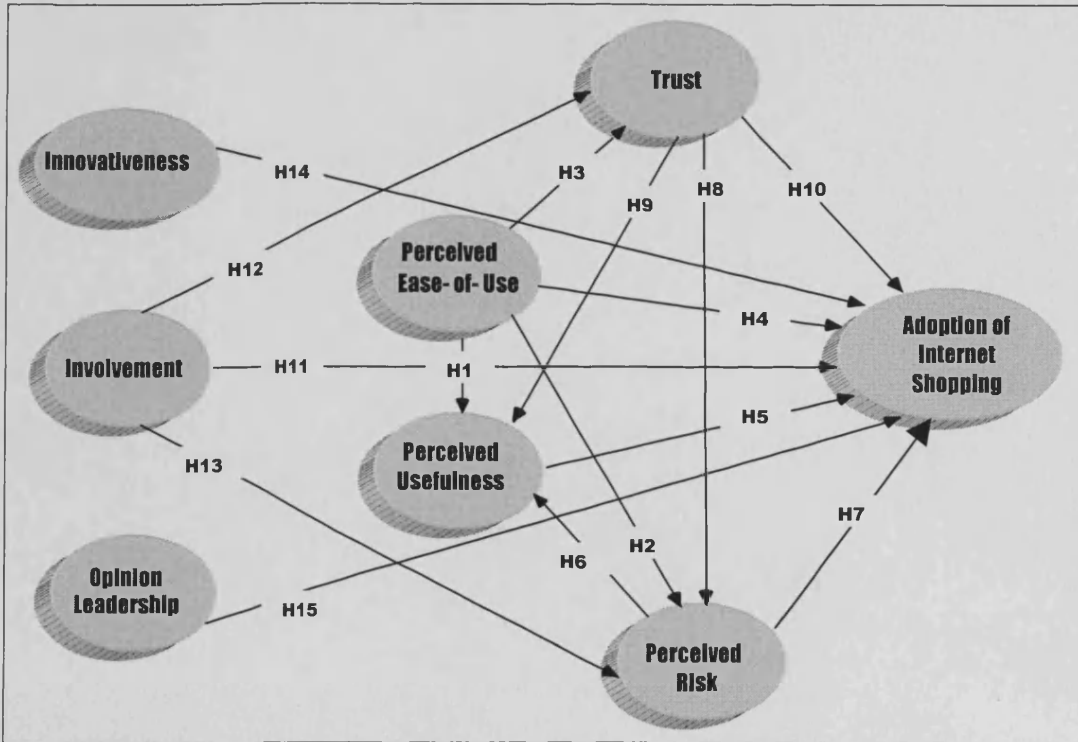 Trust
Innovativeness
H14
H3
H8
H10
H9
Perceived
Ease- of- Use
H12
H4
Adoption of
Internet
Shopping
Involvement
H11
H1
H5
H13
Perceived
Usefulness
H7
H2
H6
Opinion
Leadership
H15
Perceived
Risk